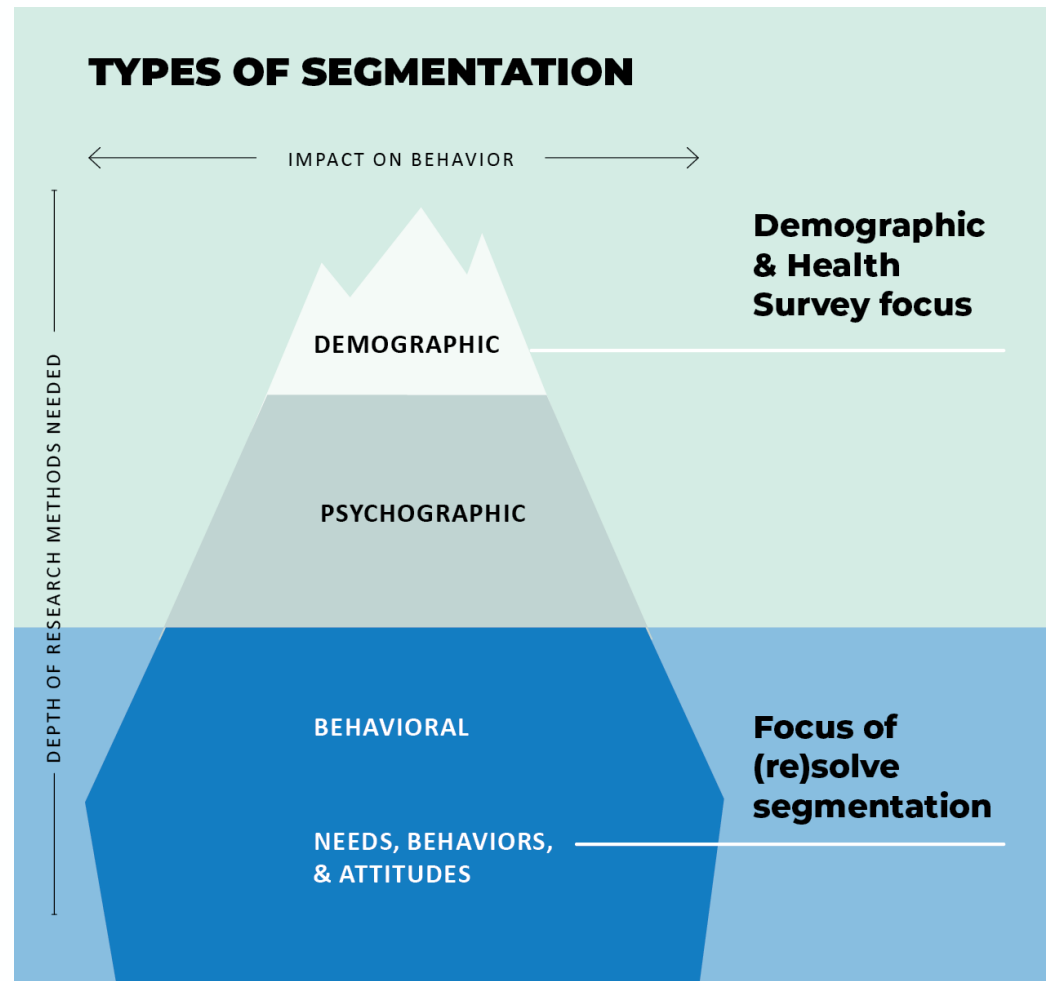 TYPES OF SEGMENTATION
IMPACT ON BEHAVIOR
DEPTH OF RESEARCH METHODS NEEDED
Demographic
& Health
Survey focus
DEMOGRAPHIC
PSYCHOGRAPHIC
BEHAVIORAL
Focus of
(re)solve
segmentation
NEEDS, BEHAVIORS,
& ATTITUDES